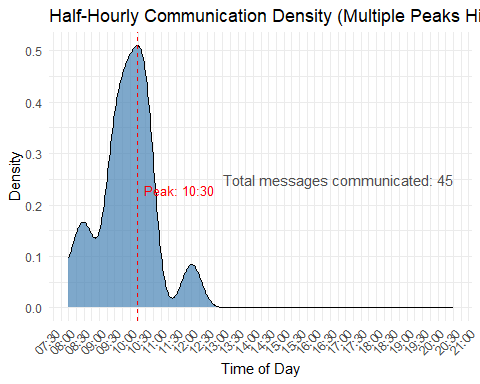 Half-Hourly Communication Density (Multiple Peaks Hi
Density
0.5
0.4
0.3
0.2
0.1
0.0
Total messages communicated: 45
Peak: 10:30
07:30 08:00 08:30 09:00 09:30 10:00 10:30 11:00 11:30 12:00 12:30 13:00 13:30 14:00 14:30 15:00 15:30 16:00 16:30 17:00 17:30 18:00 18:30 19:00 19:30 20:00 20:30 21:00
Time of Day